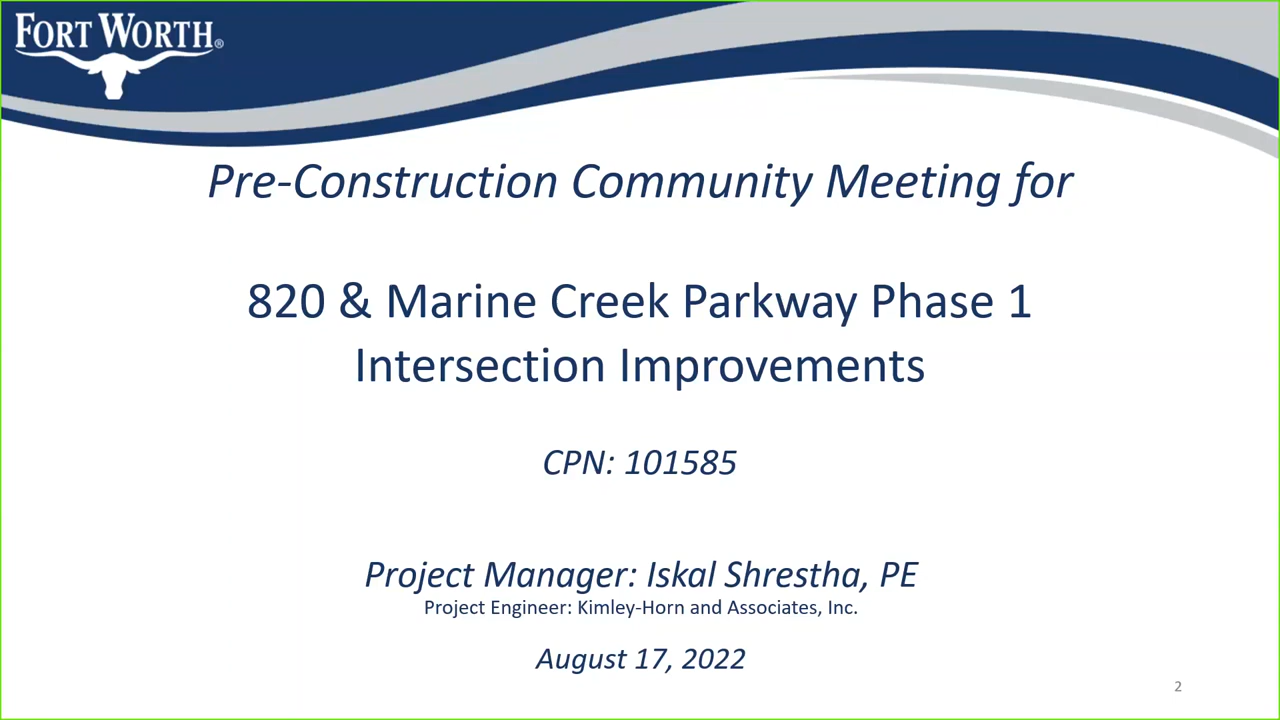 FORT WORTH®
Pre-Construction Community Meeting for
820 & Marine Creek Parkway Phase 1
Intersection Improvements
CPN: 101585
Project Manager: Iskal Shrestha, PE
Project Engineer: Kimley-Horn and Associates, Inc.
August 17, 2022
2